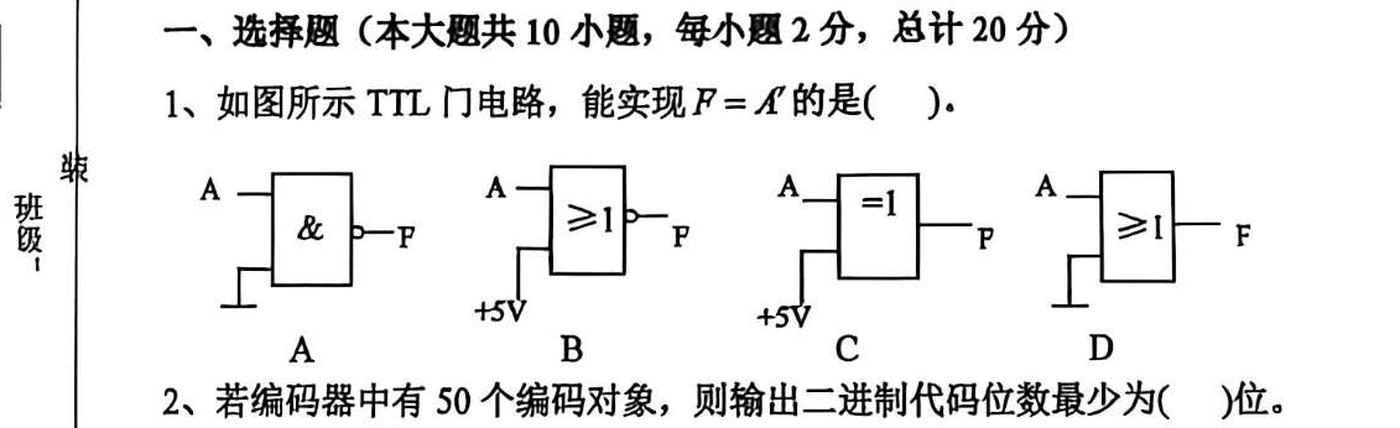 一、选择题（本大题共 10 小题，每小题 2 分，总计 20 分）
1、如图所示 TTL 门电路，能实现 F = A′ 的是(    )。
装
班级
A & F
A ≥1 F +5V
A =1 F +5V
A ≥1 F
A B C D
2、若编码器中有 50 个编码对象，则输出二进制代码位数最少为(    )位。